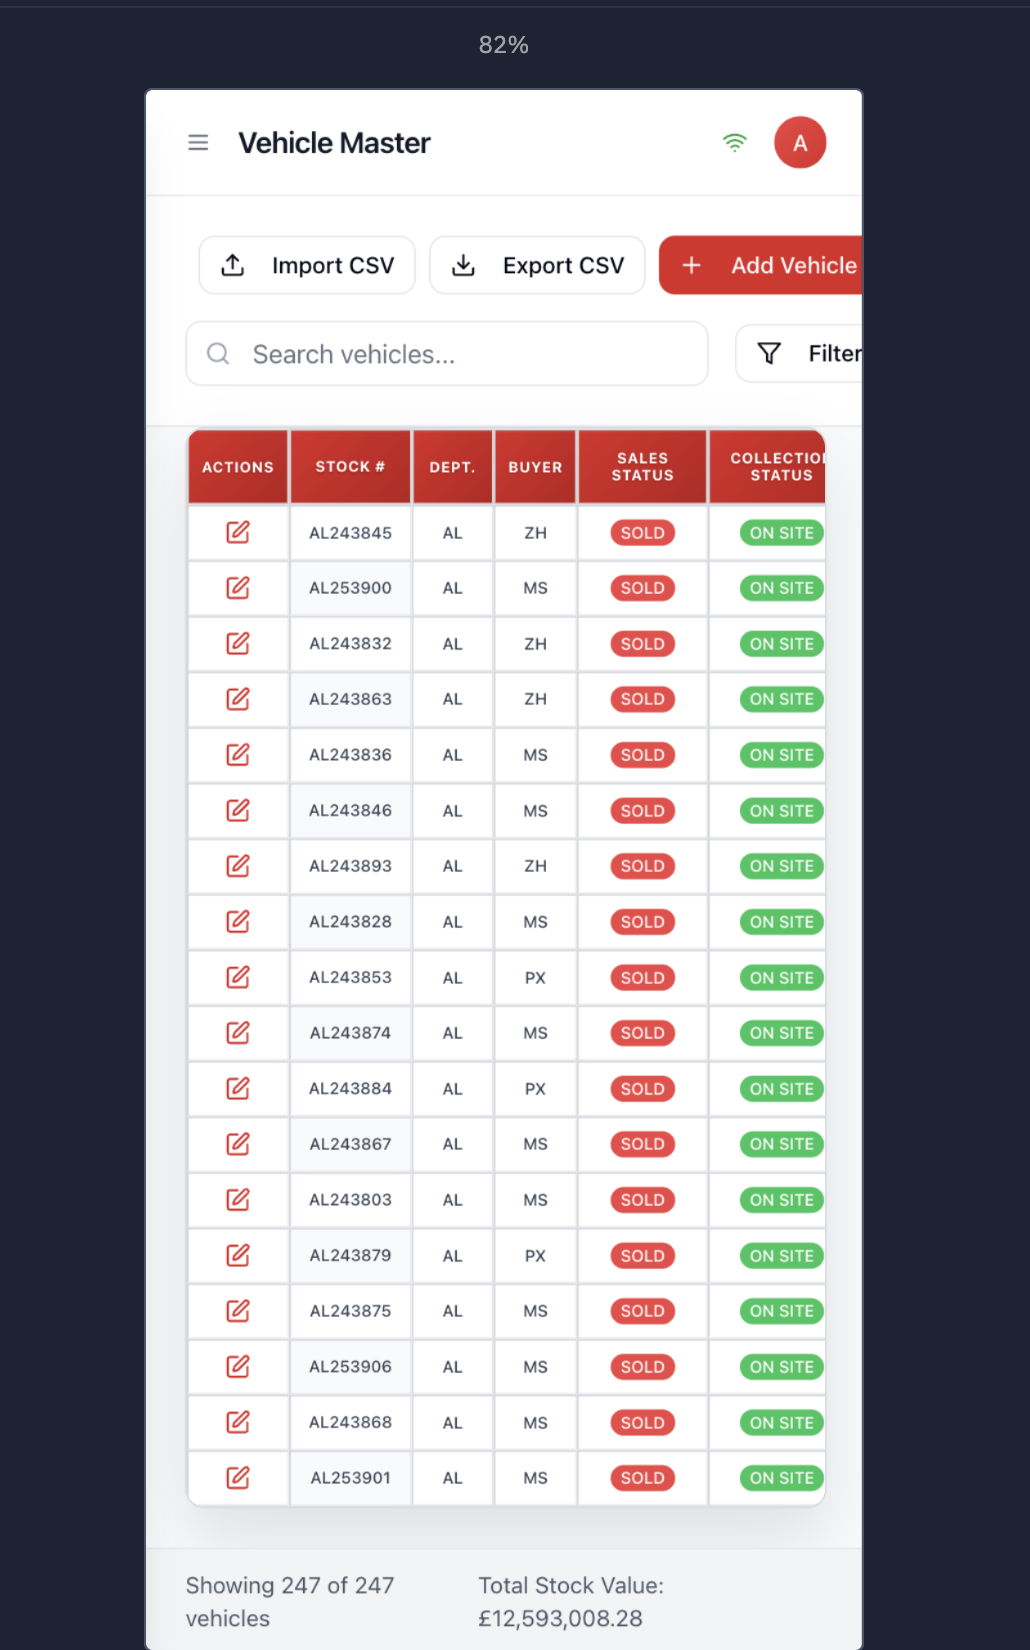 82%
Vehicle Master
A
Import CSV Export CSV Add Vehicle
Search vehicles... Filter
ACTIONS STOCK # DEPT. BUYER SALES STATUS COLLECTION STATUS
AL243845 AL ZH SOLD ON SITE
AL253900 AL MS SOLD ON SITE
AL243832 AL ZH SOLD ON SITE
AL243863 AL ZH SOLD ON SITE
AL243836 AL MS SOLD ON SITE
AL243846 AL MS SOLD ON SITE
AL243893 AL ZH SOLD ON SITE
AL243828 AL MS SOLD ON SITE
AL243853 AL PX SOLD ON SITE
AL243874 AL MS SOLD ON SITE
AL243884 AL PX SOLD ON SITE
AL243867 AL MS SOLD ON SITE
AL243803 AL MS SOLD ON SITE
AL243879 AL PX SOLD ON SITE
AL243875 AL MS SOLD ON SITE
AL253906 AL MS SOLD ON SITE
AL243868 AL MS SOLD ON SITE
AL253901 AL MS SOLD ON SITE
Showing 247 of 247
vehicles
Total Stock Value:
£12,593,008.28